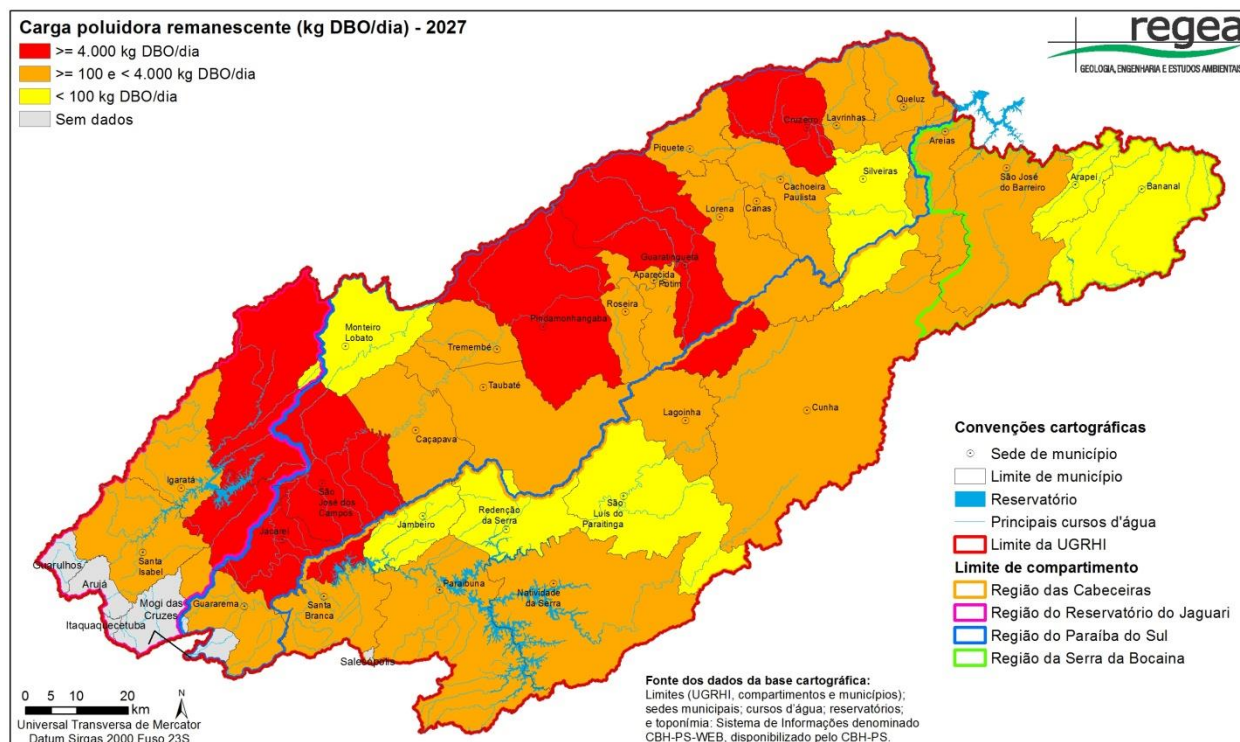 Carga poluidora remanescente (kg DBO/dia) - 2027
>= 4.000 kg DBO/dia
>= 100 e < 4.000 kg DBO/dia
< 100 kg DBO/dia
Sem dados
regea
GEOLOGIA, ENGENHARIA E ESTUDOS AMBIENTAIS
Queluz
Lavrinhas
Cruzeiro
Areias
Piquete
São José
do Barreiro
Arapeí
Bananal
Silveiras
Cachoeira
Paulista
Canas
Lorena
Guaratinguetá
Aparecida
Potim
Roseira
Pindamonhangaba
Monteiro
Lobato
Tremembé
Taubaté
Cunha
Lagoinha
Caçapava
Igaratá
São
José dos
Campos
São
Luís do
Paraitinga
Redenção
da Serra
Jambeiro
Jacareí
Santa
Isabel
Guarulhos
Arujá
Mogi das
Cruzes
Itaquaquecetuba
Guararema
Santa
Branca
Paraibuna
Natividade
da Serra
Salesópolis
Convenções cartográficas
Sede de município
Limite de município
Reservatório
Principais cursos d'água
Limite da UGRHI
Limite de compartimento
Região das Cabeceiras
Região do Reservatório do Jaguari
Região do Paraíba do Sul
Região da Serra da Bocaina
0 5 10 20
km
N
Universal Transversa de Mercator
Datum Sirgas 2000 Fuso 23S
Fonte dos dados da base cartográfica:
Limites (UGRHI, compartimentos e municípios);
sedes municipais; cursos d'água; reservatórios;
e toponímia: Sistema de Informações denominado
CBH-PS-WEB, disponibilizado pelo CBH-PS.